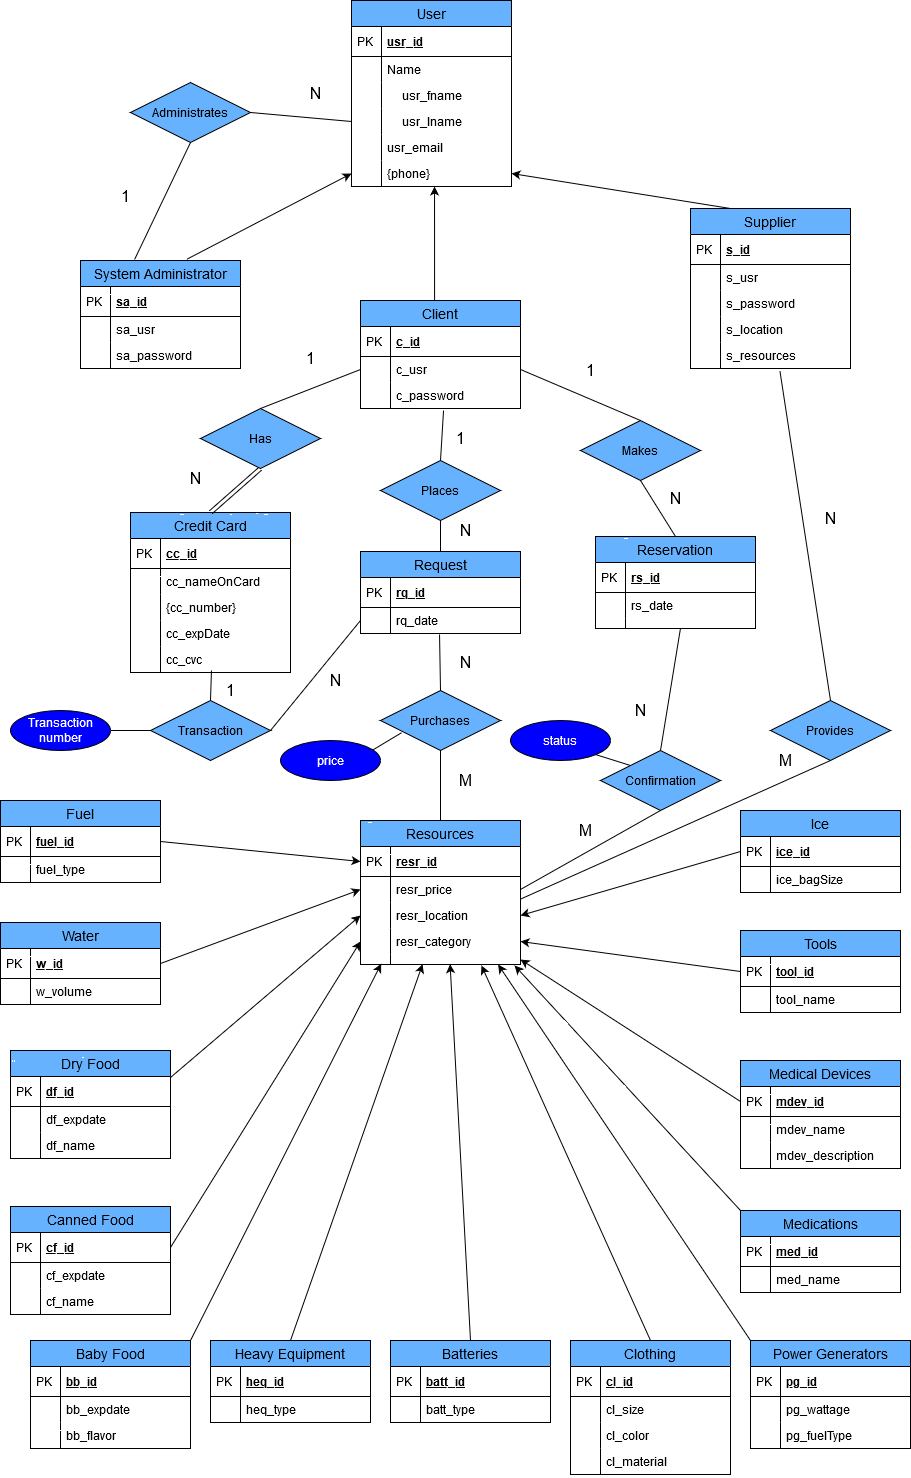 User
PK usr_id
Name
usr_fname
usr_lname
usr_email
{phone}
Administrates
N
1
System Administrator
PK sa_id
sa_usr
sa_password
Supplier
PK s_id
s_usr
s_password
s_location
s_resources
Client
PK c_id
c_usr
c_password
1
1
1
Has
Places
Makes
N
N
N
N
Credit Card
PK cc_id
cc_nameOnCard
{cc_number}
cc_expDate
cc_cvc
Request
PK rq_id
rq_date
Reservation
PK rs_id
rs_date
1
N
N
N
Transaction
number
Transaction
price
Purchases
status
Confirmation
Provides
M
M
M
Fuel
PK fuel_id
fuel_type
Resources
PK resr_id
resr_price
resr_location
resr_category
Ice
PK ice_id
ice_bagSize
Water
PK w_id
w_volume
Tools
PK tool_id
tool_name
Dry Food
PK df_id
df_expdate
df_name
Medical Devices
PK mdev_id
mdev_name
mdev_description
Canned Food
PK cf_id
cf_expdate
cf_name
Medications
PK med_id
med_name
Baby Food
PK bb_id
bb_expdate
bb_flavor
Heavy Equipment
PK heq_id
heq_type
Batteries
PK batt_id
batt_type
Clothing
PK cl_id
cl_size
cl_color
cl_material
Power Generators
PK pg_id
pg_wattage
pg_fuelType